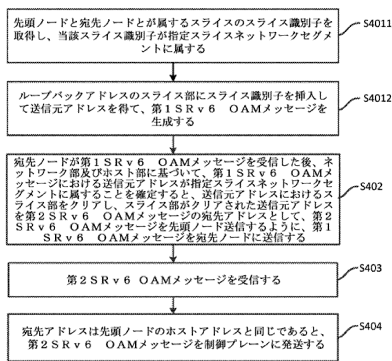 先頭ノードと宛先ノードとが属するスライスのスライス識別子を
取得し、当該スライス識別子が指定スライスネットワークセグメ
ントに属する
S4011
ループバックアドレスのスライス部にスライス識別子を挿入し
て送信元アドレスを得て、第1SRv6 OAMメッセージを
生成する
S4012
宛先ノードが第1SRv6 OAMメッセージを受信した後、ネ
ットワーク部及びホスト部に基づいて、第1SRv6 OAMメ
ッセージにおける送信元アドレスが指定スライスネットワークセ
グメントに属することを確定すると、送信元アドレスにおけるス
ライス部をクリアし、スライス部がクリアされた送信元アドレス
を第2SRv6 OAMメッセージの宛先アドレスとして、第2
SRv6 OAMメッセージを先頭ノード送信するように、第1
SRv6 OAMメッセージを宛先ノードに送信する
S402
第2SRv6 OAMメッセージを受信する
S403
宛先アドレスは先頭ノードのホストアドレスと同じであると、
第2SRv6 OAMメッセージを制御プレーンに発送する
S404